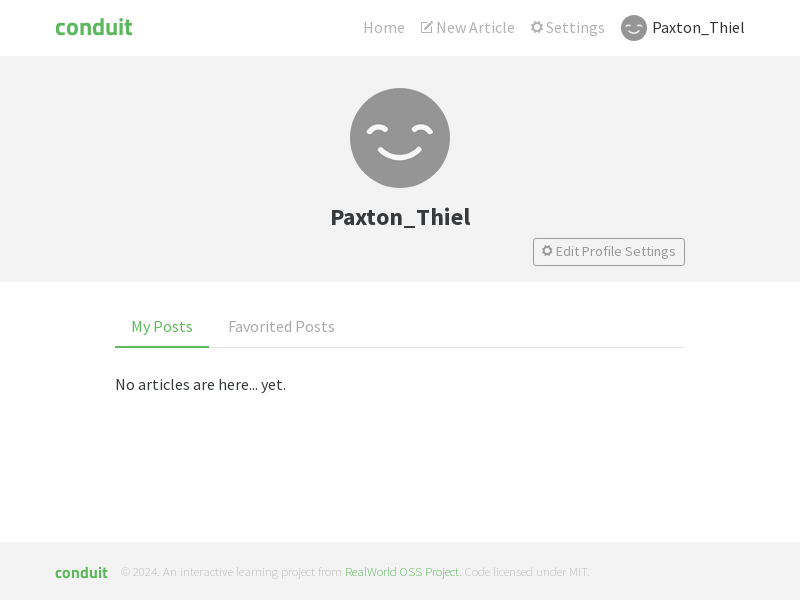 conduit
Home New Article Settings Paxton_Thiel
Paxton_Thiel
Edit Profile Settings
My Posts Favorited Posts
No articles are here... yet.
conduit © 2024. An interactive learning project from RealWorld OSS Project. Code licensed under MIT.